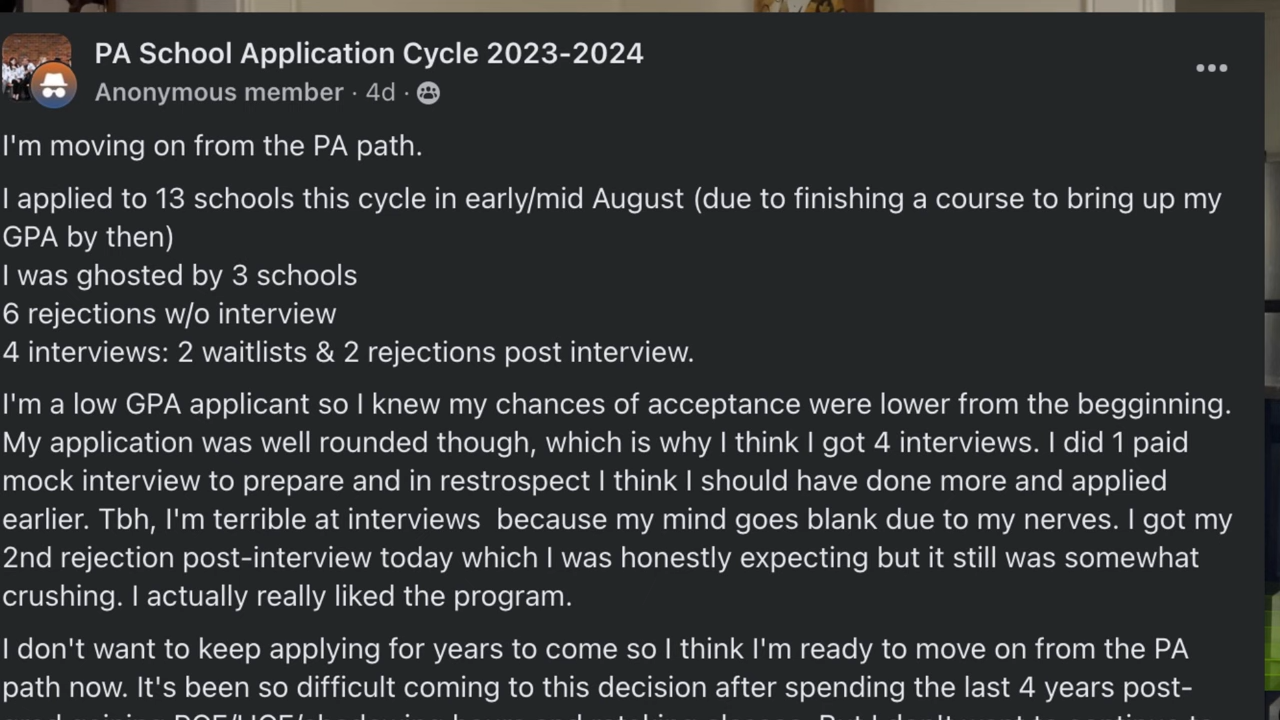 PA School Application Cycle 2023-2024
Anonymous member · 4d ·
I'm moving on from the PA path.
I applied to 13 schools this cycle in early/mid August (due to finishing a course to bring up my
GPA by then)
I was ghosted by 3 schools
6 rejections w/o interview
4 interviews: 2 waitlists & 2 rejections post interview.
I'm a low GPA applicant so I knew my chances of acceptance were lower from the begginning.
My application was well rounded though, which is why I think I got 4 interviews. I did 1 paid
mock interview to prepare and in restrospect I think I should have done more and applied
earlier. Tbh, I'm terrible at interviews  because my mind goes blank due to my nerves. I got my
2nd rejection post-interview today which I was honestly expecting but it still was somewhat
crushing. I actually really liked the program.
I don't want to keep applying for years to come so I think I'm ready to move on from the PA
path now. It's been so difficult coming to this decision after spending the last 4 years post-